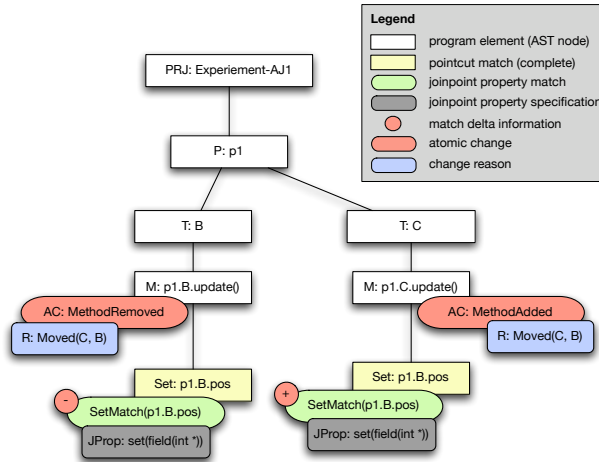 Legend
program element (AST node)
pointcut match (complete)
joinpoint property match
joinpoint property specification
match delta information
atomic change
change reason
PRJ: Experiement-AJ1
P: p1
T: B
T: C
M: p1.B.update()
M: p1.C.update()
AC: MethodRemoved
AC: MethodAdded
R: Moved(C, B)
R: Moved(C, B)
Set: p1.B.pos
Set: p1.B.pos
-
+
SetMatch(p1.B.pos)
SetMatch(p1.B.pos)
JProp: set(field(int *))
JProp: set(field(int *))